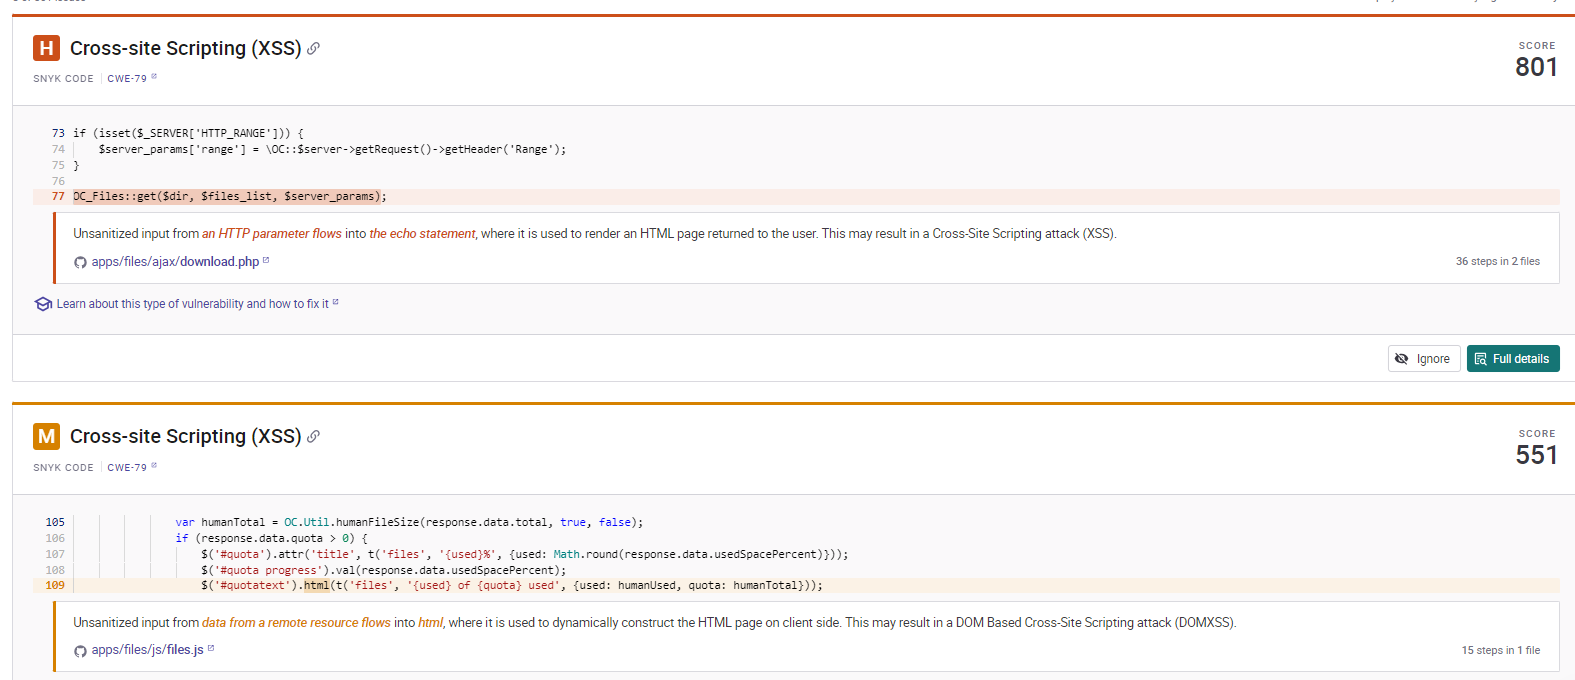 H Cross-site Scripting (XSS)
SCORE
801
SNYK CODE | CWE-79
73 if (isset($_SERVER['HTTP_RANGE'])) {
74 $server_params['range'] = \OC::$server->getRequest()->getHeader('Range');
75 }
76
77 OC_Files::get($dir, $files_list, $server_params);
Unsanitized input from an HTTP parameter flows into the echo statement, where it is used to render an HTML page returned to the user. This may result in a Cross-Site Scripting attack (XSS).
apps/files/ajax/download.php
36 steps in 2 files
Learn about this type of vulnerability and how to fix it
Ignore
Full details
M Cross-site Scripting (XSS)
SCORE
551
SNYK CODE | CWE-79
105 var humanTotal = OC.Util.humanFileSize(response.data.total, true, false);
106 if (response.data.quota > 0) {
107 $('#quota').attr('title', t('files', '{used}%', {used: Math.round(response.data.usedSpacePercent)}));
108 $('#quota progress').val(response.data.usedSpacePercent);
109 $('#quotatext').html(t('files', '{used} of {quota} used', {used: humanUsed, quota: humanTotal}));
Unsanitized input from data from a remote resource flows into html, where it is used to dynamically construct the HTML page on client side. This may result in a DOM Based Cross-Site Scripting attack (DOMXSS).
apps/files/js/files.js
15 steps in 1 file